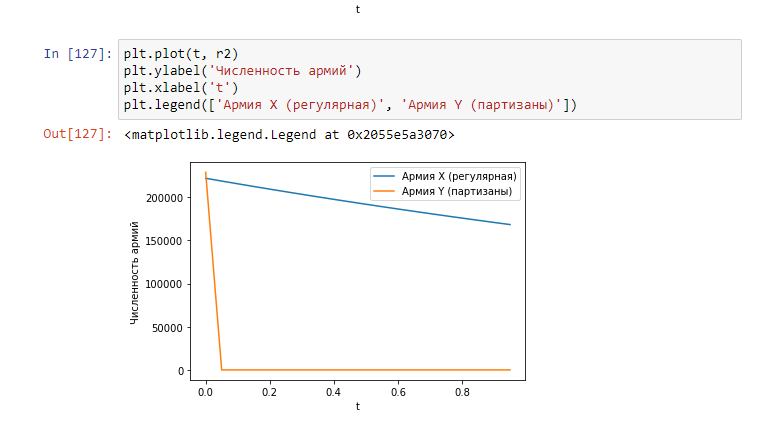 t
In [127]: plt.plot(t, r2)
plt.ylabel('Численность армий')
plt.xlabel('t')
plt.legend(['Армия X (регулярная)', 'Армия Y (партизаны)'])
Out[127]: <matplotlib.legend.Legend at 0x2055e5a3070>
Армия X (регулярная)
Армия Y (партизаны)
Численность армий
200000
150000
100000
50000
0
0.0 0.2 0.4 0.6 0.8
t